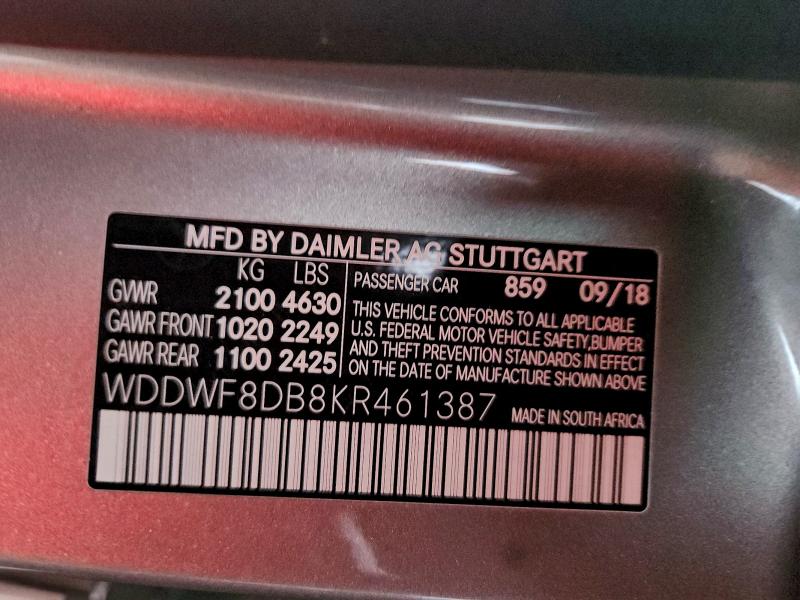 MFD BY DAIMLER AG STUTTGART
KG LBS
GVWR 2100 4630
GAWR FRONT 1020 2249
GAWR REAR 1100 2425
PASSENGER CAR 859 09/18
THIS VEHICLE CONFORMS TO ALL APPLICABLE
U.S. FEDERAL MOTOR VEHICLE SAFETY,BUMPER
AND THEFT PREVENTION STANDARDS IN EFFECT
ON THE DATE OF MANUFACTURE SHOWN ABOVE
WDDWF8DB8KR461387 MADE IN SOUTH AFRICA